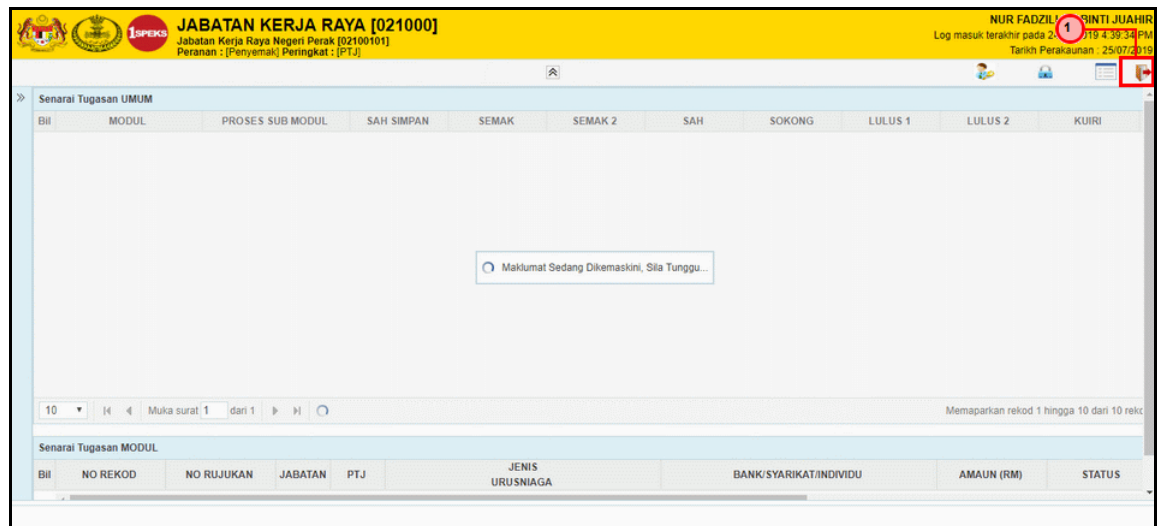 1SPEKS
JABATAN KERJA RAYA [021000]
Jabatan Kerja Raya Negeri Perak [02100101]
Peranan : [Penyemak] Peringkat : [PTJ]
NUR BINTI JUAHIR
Log masuk terakhir pada 4:39:34 PM
Tarikh Perakaunan : 25/07/2019
1
Senarai Tugasan UMUM
Bil MODUL PROSES SUB MODUL SAH SIMPAN SEMAK SEMAK 2 SAH SOKONG LULUS 1 LULUS 2 KUIRI
Maklumat Sedang Dikemaskini, Sila Tunggu...
10 Muka surat 1 dari 1 Memaparkan rekod 1 hingga 10 dari 10
Senarai Tugasan MODUL
Bil NO REKOD NO RUJUKAN JABATAN PTJ JENIS URUSNIAGA BANK/SYARIKAT/INDIVIDU AMAUN (RM) STATUS